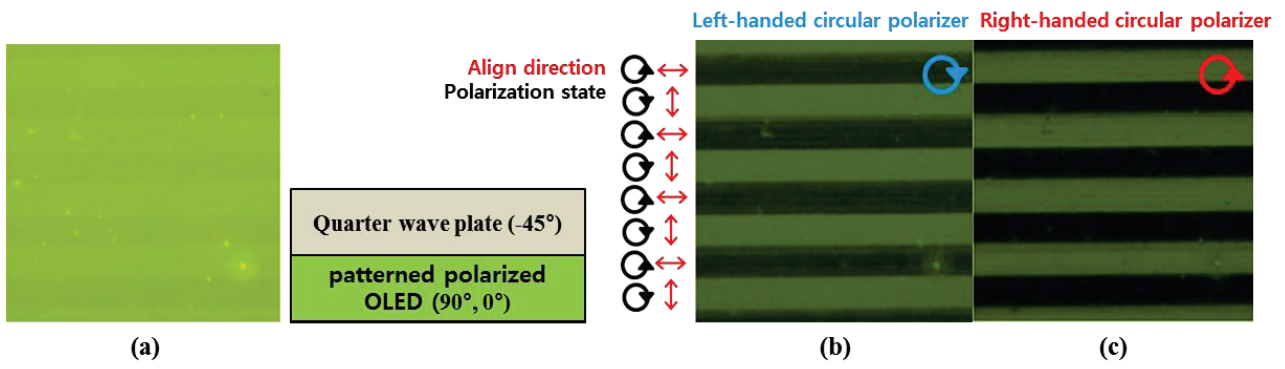 Left-handed circular polarizer
Right-handed circular polarizer
Align direction
Polarization state
Quarter wave plate (-45°)
patterned polarized
OLED (90°, 0°)
(a)
(b)
(c)